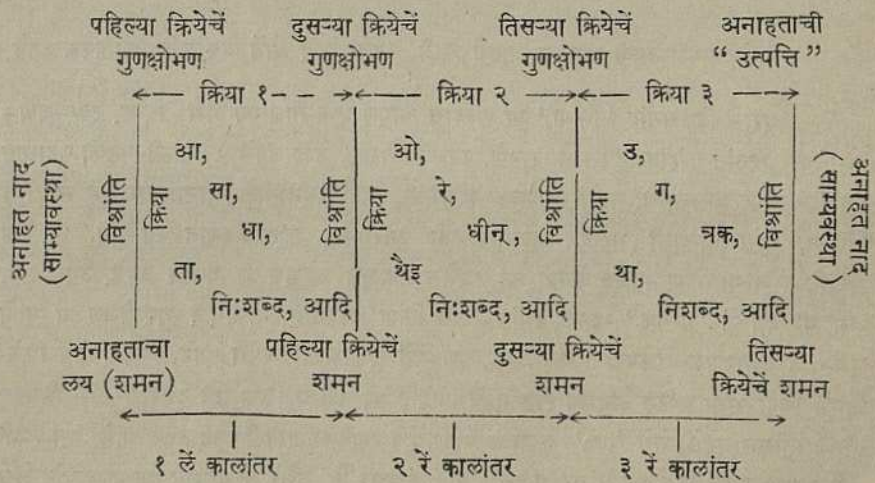 पहिल्या क्रियेचें दुसऱ्या क्रियेचें तिसऱ्या क्रियेचें अनाहताची
गुणक्षोभण गुणक्षोभण गुणक्षोभण “ उत्पत्ति ”
क्रिया १ क्रिया २ क्रिया ३
अनाहत नाद
(साम्यावस्था)
विश्रांति
क्रिया
आ,
सा,
धा,
ता,
निःशब्द, आदि
विश्रांति
क्रिया
ओ,
रे,
धीन्,
थैइ
निःशब्द, आदि
विश्रांति
क्रिया
उ,
ग,
त्रक,
था,
निशब्द, आदि
विश्रांति
अनाहत नाद
(साम्यवस्था)
अनाहताचा पहिल्या क्रियेचें दुसऱ्या क्रियेचें तिसऱ्या
लय (शमन) शमन शमन क्रियेचें शमन
१ लें कालांतर २ रें कालांतर ३ रें कालांतर